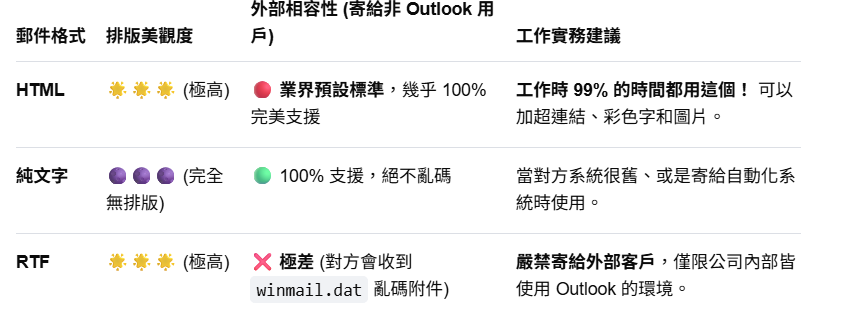 外部相容性 (寄給非 Outlook 用
郵件格式 排版美觀度 戶) 工作實務建議
HTML 🌟🌟🌟 (極高) 🔴 業界預設標準，幾乎 100% 工作時 99% 的時間都用這個！ 可以
完美支援 加超連結、彩色字和圖片。
純文字 🟣🟣🟣 (完全 🟢 100% 支援，絕不亂碼 當對方系統很舊、或是寄給自動化系
無排版) 統時使用。
RTF 🌟🌟🌟 (極高) ❌ 極差 (對方會收到 嚴禁寄給外部客戶，僅限公司內部皆
winmail.dat 亂碼附件) 使用 Outlook 的環境。